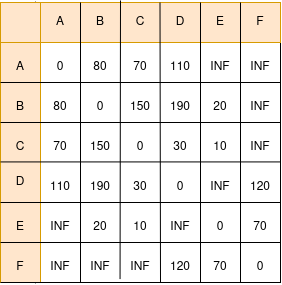 A B C D E F
A 0 80 70 110 INF INF
B 80 0 150 190 20 INF
C 70 150 0 30 10 INF
D 110 190 30 0 INF 120
E INF 20 10 INF 0 70
F INF INF INF 120 70 0